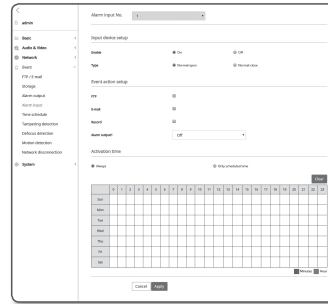 admin
Basic
Audio & Video
Network
Event
FTP / E-mail
Storage
Alarm output
Alarm input
Time schedule
Tampering detection
Defocus detection
Motion detection
Network disconnection
System
Alarm Input No. 1
Input device setup
Enable On Off
Type Normal open Normal close
Event action setup
FTP
E-mail
Record
Alarm output1 Off
Activation time
Always Only scheduled time
Clear
0 1 2 3 4 5 6 7 8 9 10 11 12 13 14 15 16 17 18 19 20 21 22 23
Sun
Mon
Tue
Wed
Thu
Fri
Sat
Minutes Hour
Cancel Apply